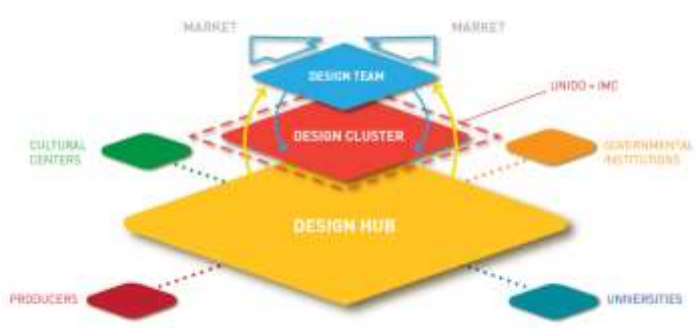 MARKET
MARKET
DESIGN TEAM
UNIDO + IMC
DESIGN CLUSTER
CULTURAL
CENTERS
GOVERNMENTAL
INSTITUTIONS
DESIGN HUB
PRODUCERS
UNIVERSITIES